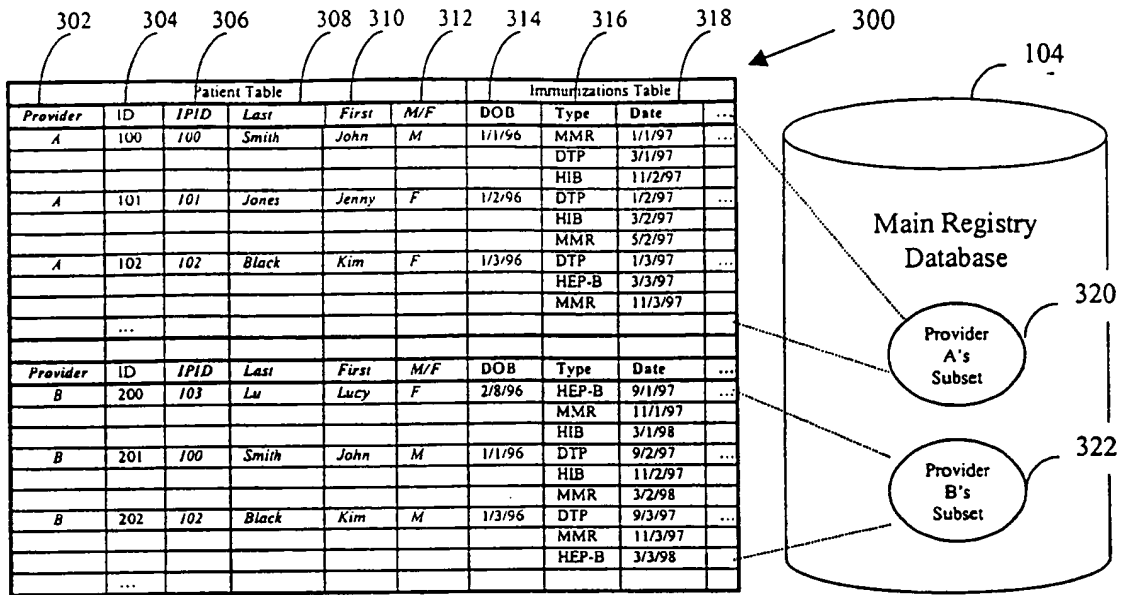 302 304 306 308 310 312 314 316 318 300
104
Patient Table Immunizations Table
Provider ID IPID Last First M/F DOB Type Date ...
A 100 100 Smith John M 1/1/96 MMR 1/1/97 ...
DTP 3/1/97
HIB 11/2/97
A 101 101 Jones Jenny F 1/2/96 DTP 1/2/97 ...
HIB 3/2/97
MMR 5/2/97
A 102 102 Black Kim F 1/3/96 DTP 1/3/97 ...
HEP-B 3/3/97
MMR 11/3/97
...
Provider ID IPID Last First M/F DOB Type Date ...
B 200 103 Lu Lucy F 2/8/96 HEP-B 9/1/97 ...
MMR 11/1/97
HIB 3/1/98
B 201 100 Smith John M 1/1/96 DTP 9/2/97 ...
HIB 11/2/97
MMR 3/2/98
B 202 102 Black Kim M 1/3/96 DTP 9/3/97 ...
MMR 11/3/97
HEP-B 3/3/98
...
Main Registry
Database
320
Provider
A's
Subset
322
Provider
B's
Subset